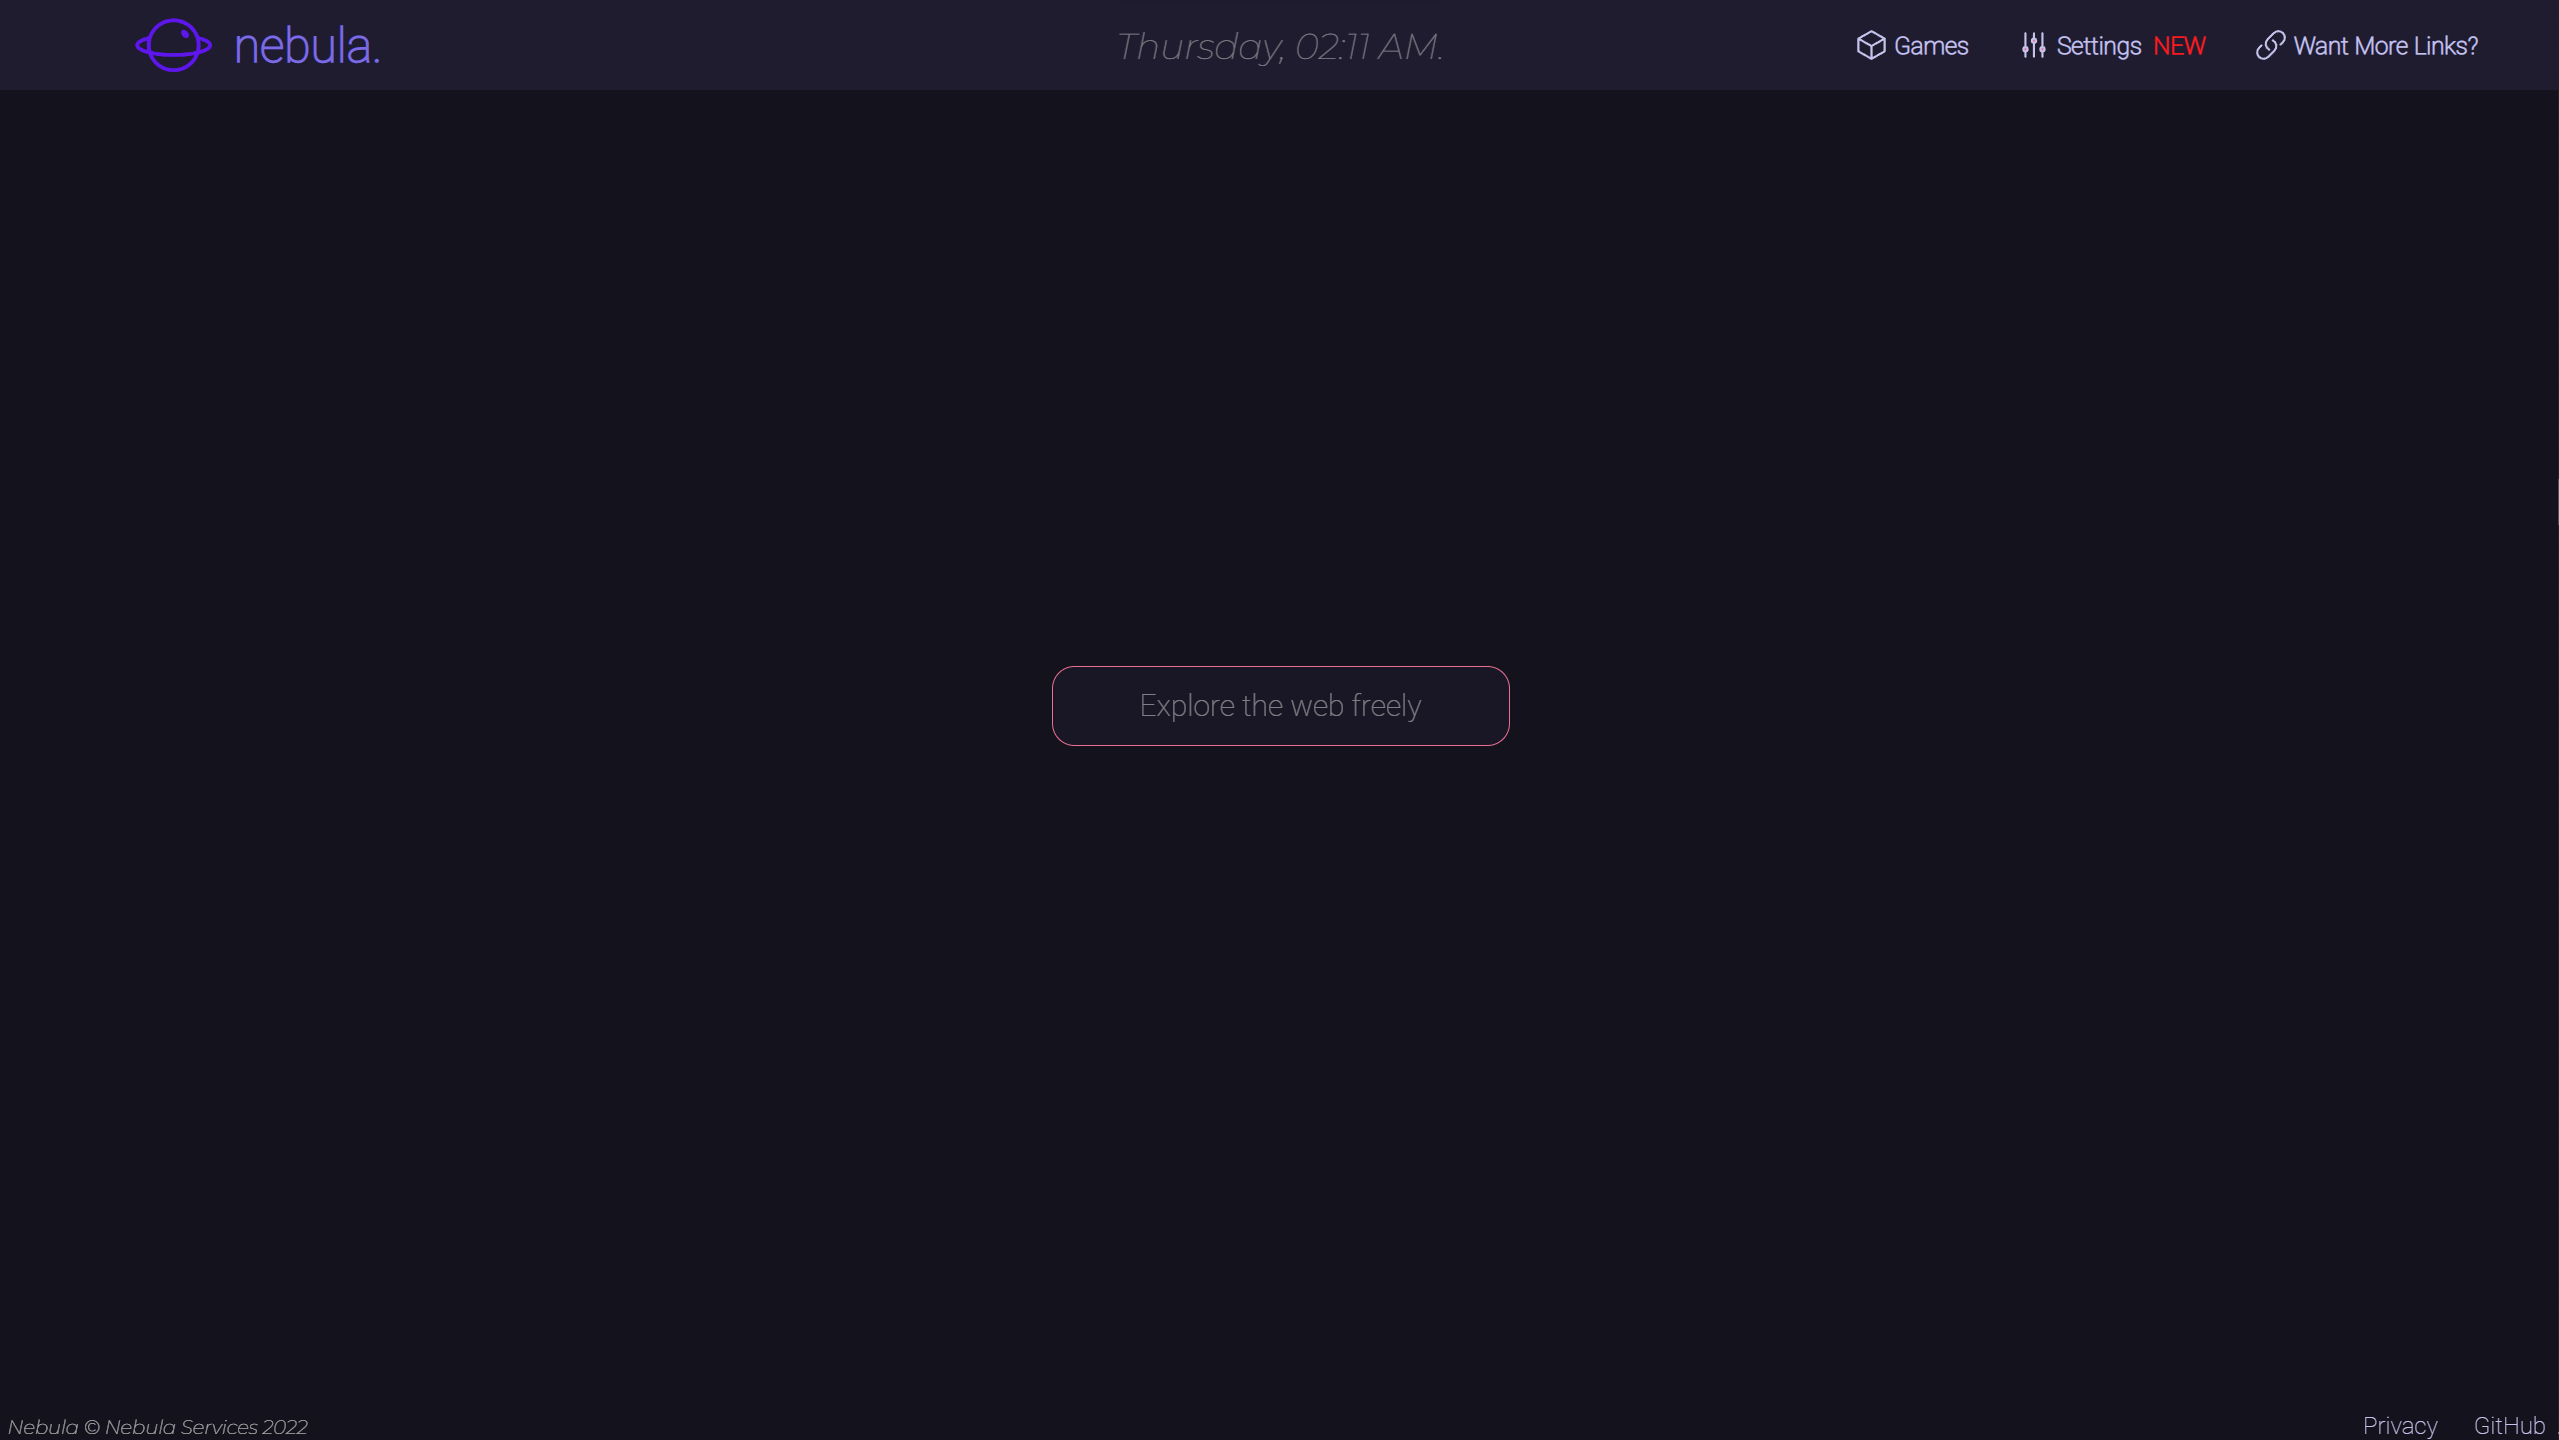 nebula.
Thursday, 02:11 AM.
Games
Settings NEW
Want More Links?
Explore the web freely
Nebula © Nebula Services 2022
Privacy
GitHub